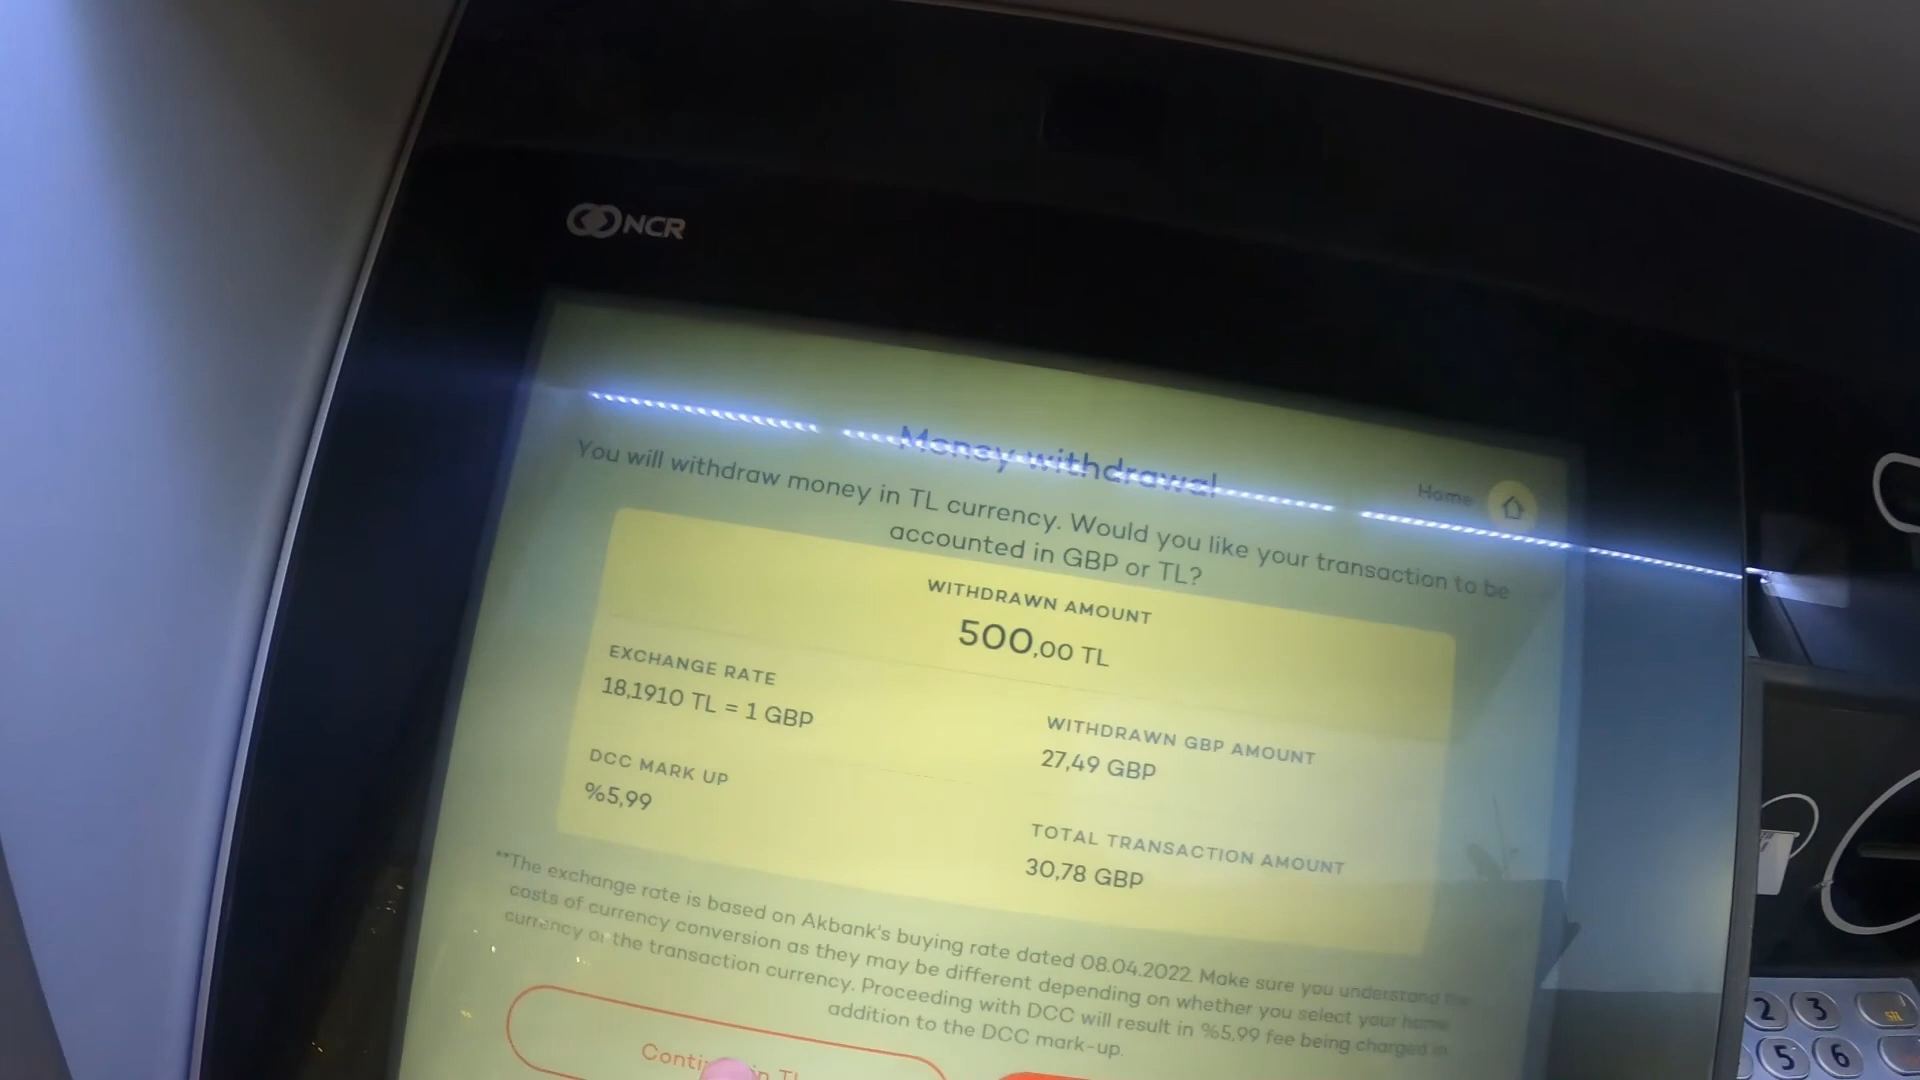 NCR
Money withdrawal
Home
You will withdraw money in TL currency. Would you like your transaction to be
accounted in GBP or TL?
WITHDRAWN AMOUNT
500,00 TL
EXCHANGE RATE
18,1910 TL = 1 GBP
WITHDRAWN GBP AMOUNT
27,49 GBP
DCC MARK UP
%5,99
TOTAL TRANSACTION AMOUNT
30,78 GBP
**The exchange rate is based on Akbank's buying rate dated 08.04.2022. Make sure you understand the
costs of currency conversion as they may be different depending on whether you select your home
currency or the transaction currency. Proceeding with DCC will result in %5,99 fee being charged in
addition to the DCC mark-up.
2 3
5 6